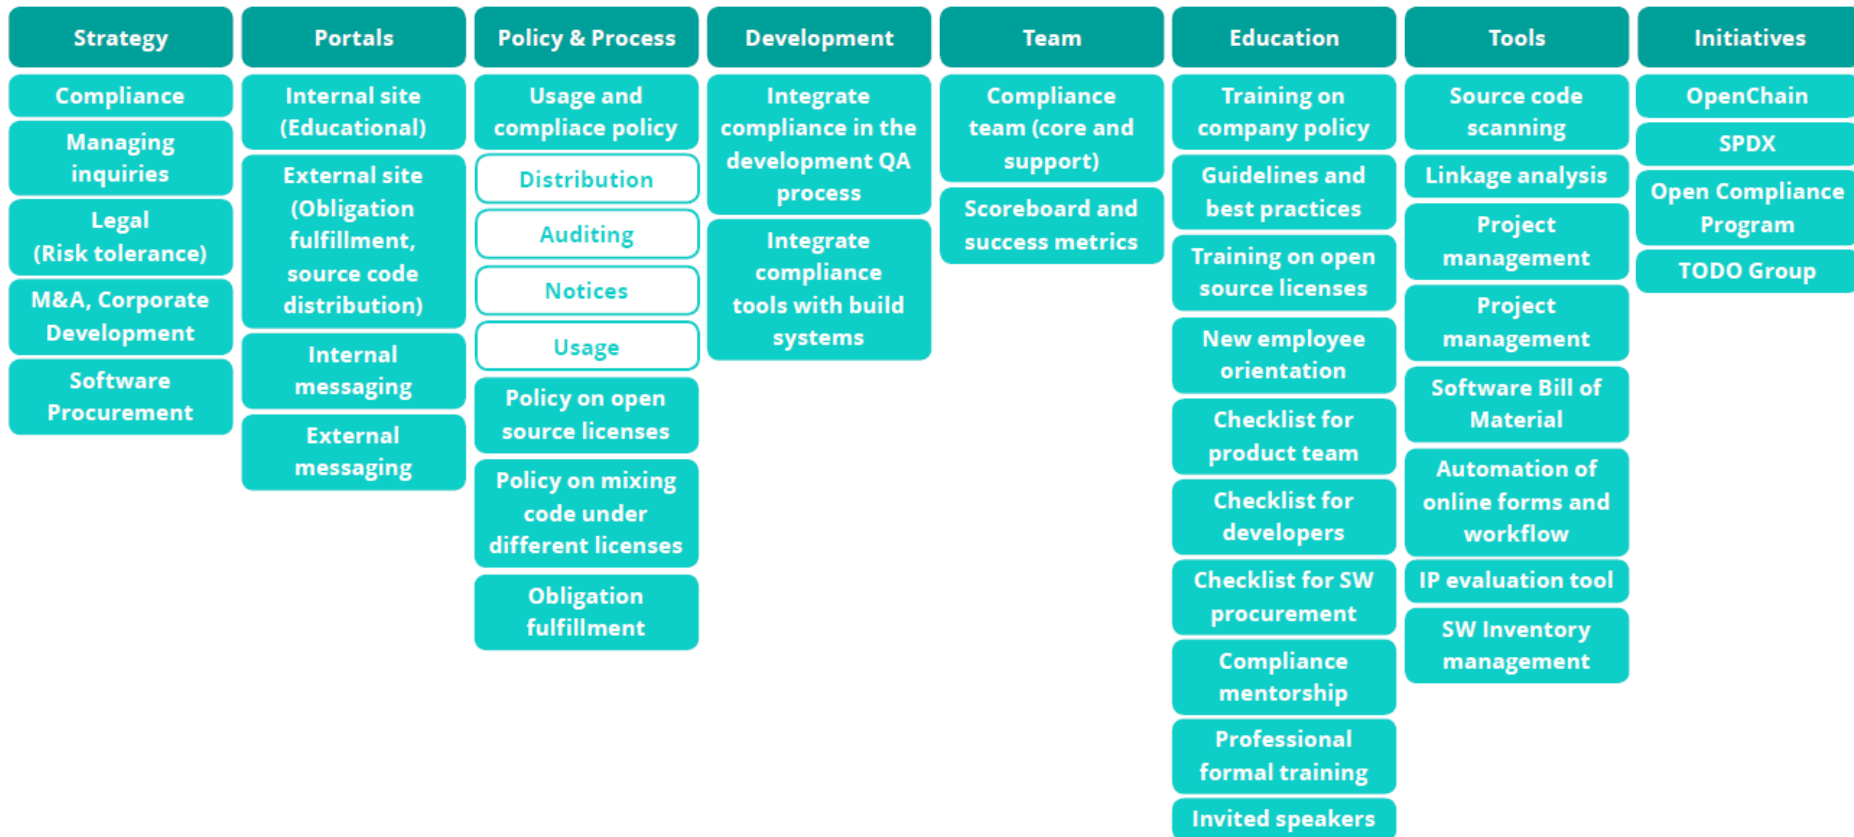 Strategy
Compliance
Managing
inquiries
Legal
(Risk tolerance)
M&A, Corporate
Development
Software
Procurement
Portals
Internal site
(Educational)
External site
(Obligation
fulfillment,
source code
distribution)
Internal
messaging
External
messaging
Policy & Process
Usage and
compliace policy
Distribution
Auditing
Notices
Usage
Policy on open
source licenses
Policy on mixing
code under
different licenses
Obligation
fulfillment
Development
Integrate
compliance in the
development QA
process
Integrate
compliance
tools with build
systems
Team
Compliance
team (core and
support)
Scoreboard and
success metrics
Education
Training on
company policy
Guidelines and
best practices
Training on open
source licenses
New employee
orientation
Checklist for
product team
Checklist for
developers
Checklist for SW
procurement
Compliance
mentorship
Professional
formal training
Invited speakers
Tools
Source code
scanning
Linkage analysis
Project
management
Project
management
Software Bill of
Material
Automation of
online forms and
workflow
IP evaluation tool
SW Inventory
management
Initiatives
OpenChain
SPDX
Open Compliance
Program
TODO Group